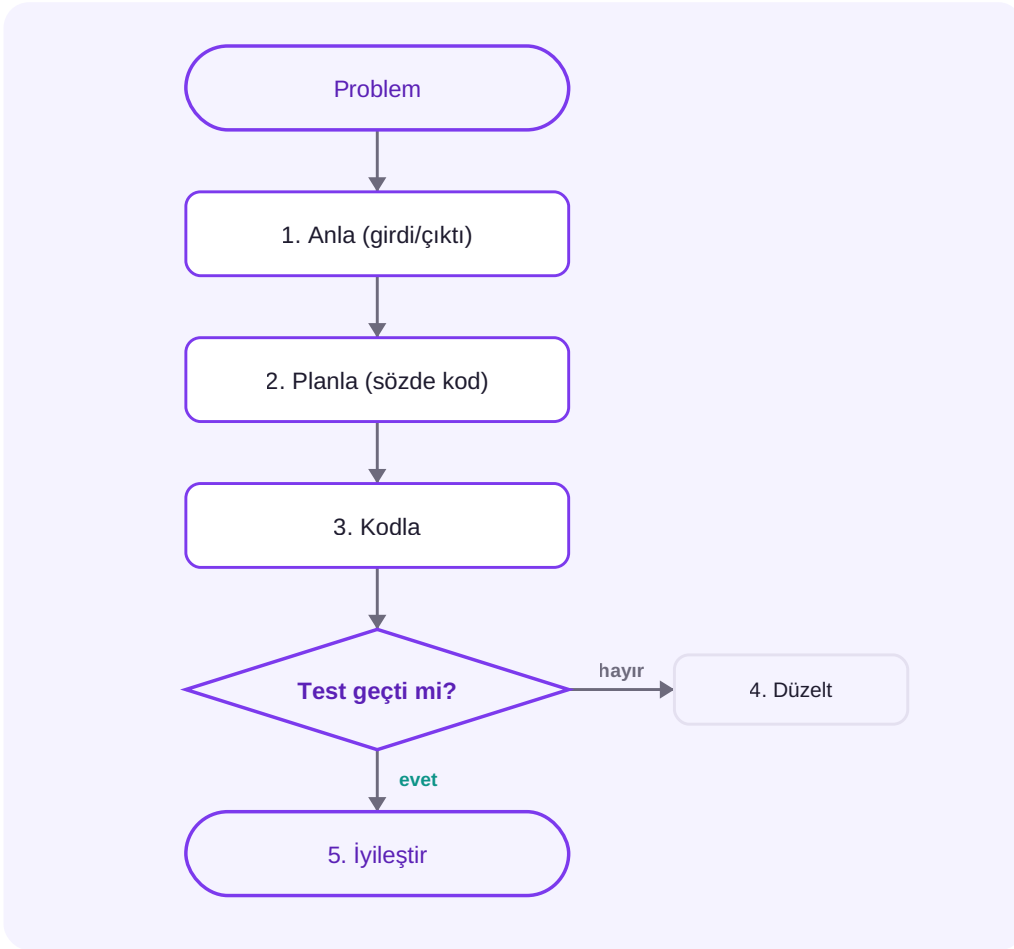 Problem
1. Anla (girdi/çıktı)
2. Planla (sözde kod)
3. Kodla
Test geçti mi?
hayır
4. Düzelt
evet
5. İyileştir